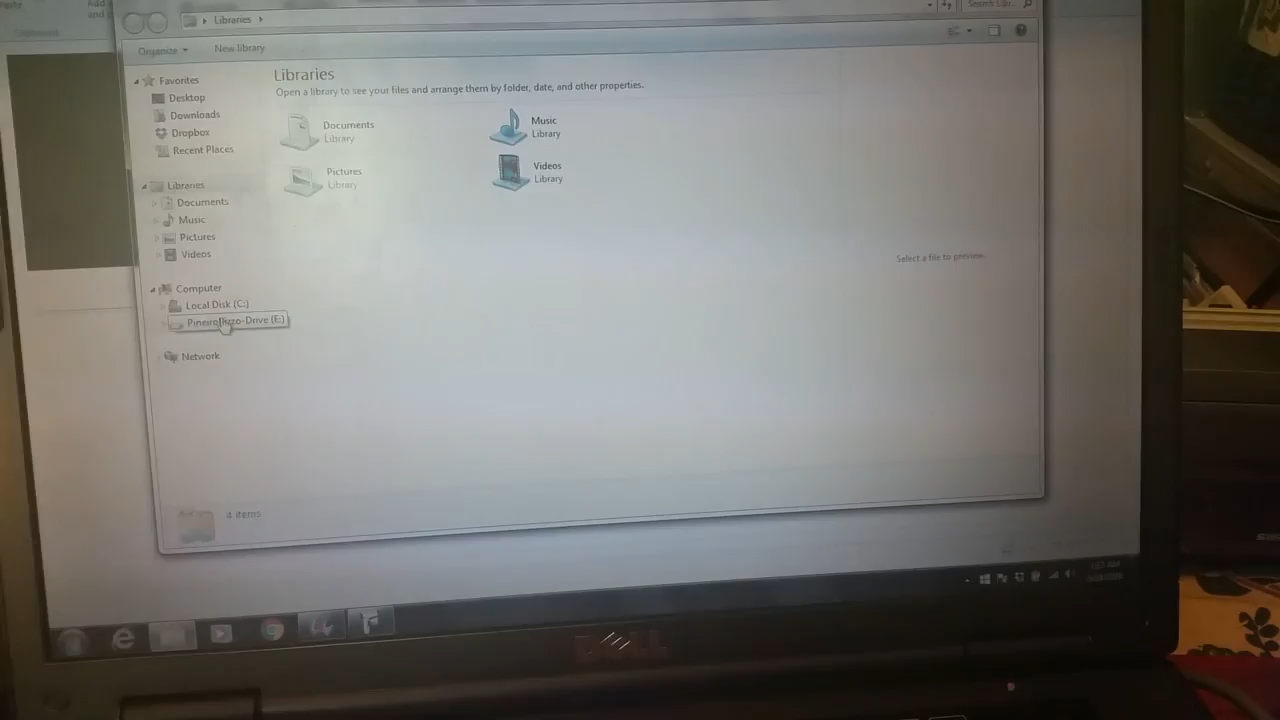 Libraries
Organize
New library
Favorites
Desktop
Downloads
Dropbox
Recent Places
Libraries
Documents
Music
Pictures
Videos
Computer
Local Disk (C:)
-Drive (E:)
Network
Libraries
Open a library to see your files and arrange them by folder, date, and other properties.
Documents
Library
Music
Library
Pictures
Library
Videos
Library
Select a file to preview.
4 items
DELL